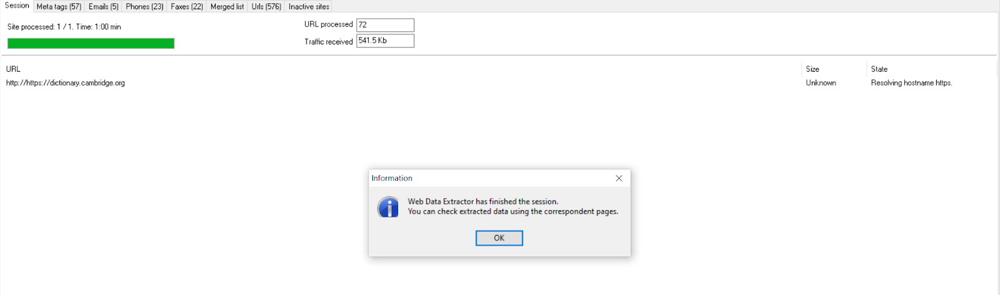 Session Meta tags (57) Emails (5) Phones (23) Faxes (22) Merged list Urls (576) Inactive sites
Site processed: 1 / 1. Time: 1:00 min
URL processed 72
Traffic received 541.5 Kb
URL Size State
http://https://dictionary.cambridge.org Unknown Resolving hostname https.
Information
Web Data Extractor has finished the session.
You can check extracted data using the correspondent pages.
OK